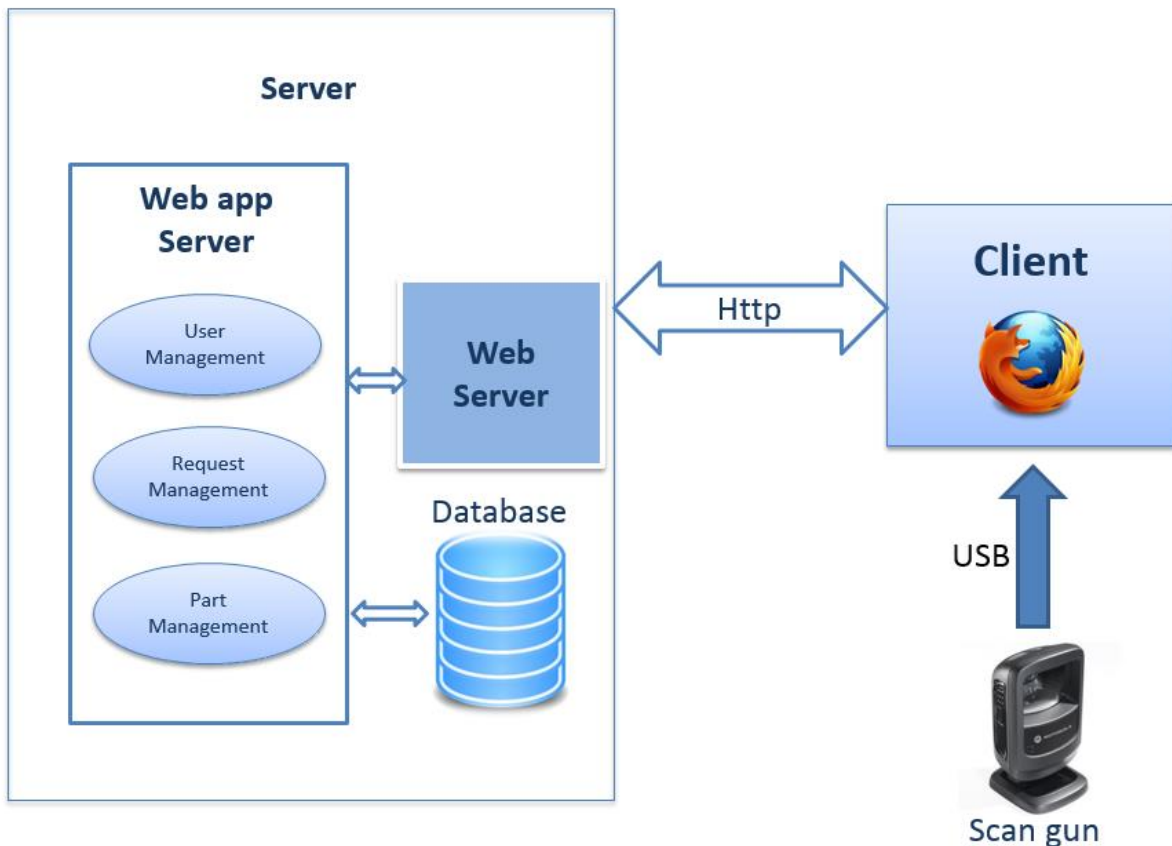 Server
Web app
Server
User
Management
Request
Management
Part
Management
Web
Server
Database
Http
Client
USB
Scan gun